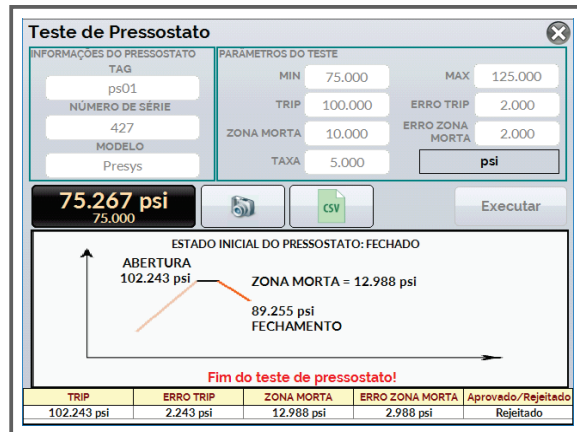 Teste de Pressostato
INFORMAÇÕES DO PRESSOSTATO
TAG
ps01
NÚMERO DE SÉRIE
427
MODELO
Presys
PARÂMETROS DO TESTE
MIN 75.000 MAX 125.000
TRIP 100.000 ERRO TRIP 2.000
ZONA MORTA 10.000 ERRO ZONA MORTA 2.000
TAXA 5.000 psi
75.267 psi
75.000
CSV
Executar
ESTADO INICIAL DO PRESSOSTATO: FECHADO
ABERTURA
102.243 psi
ZONA MORTA = 12.988 psi
89.255 psi
FECHAMENTO
Fim do teste de pressostato!
TRIP ERRO TRIP ZONA MORTA ERRO ZONA MORTA Aprovado/Rejeitado
102.243 psi 2.243 psi 12.988 psi 2.988 psi Rejeitado